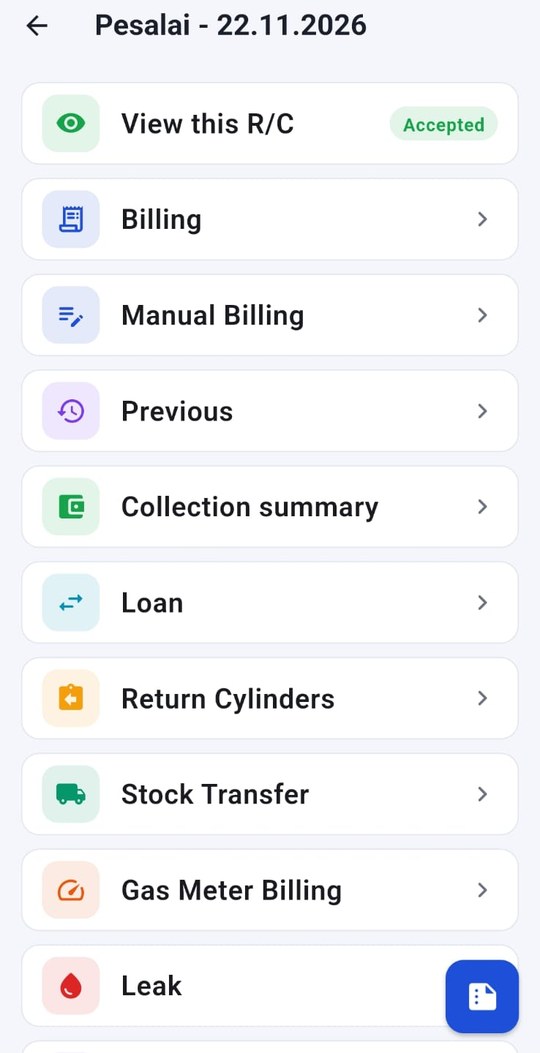 Pesalai - 22.11.2026
View this R/C
Accepted
Billing
Manual Billing
Previous
Collection summary
Loan
Return Cylinders
Stock Transfer
Gas Meter Billing
Leak